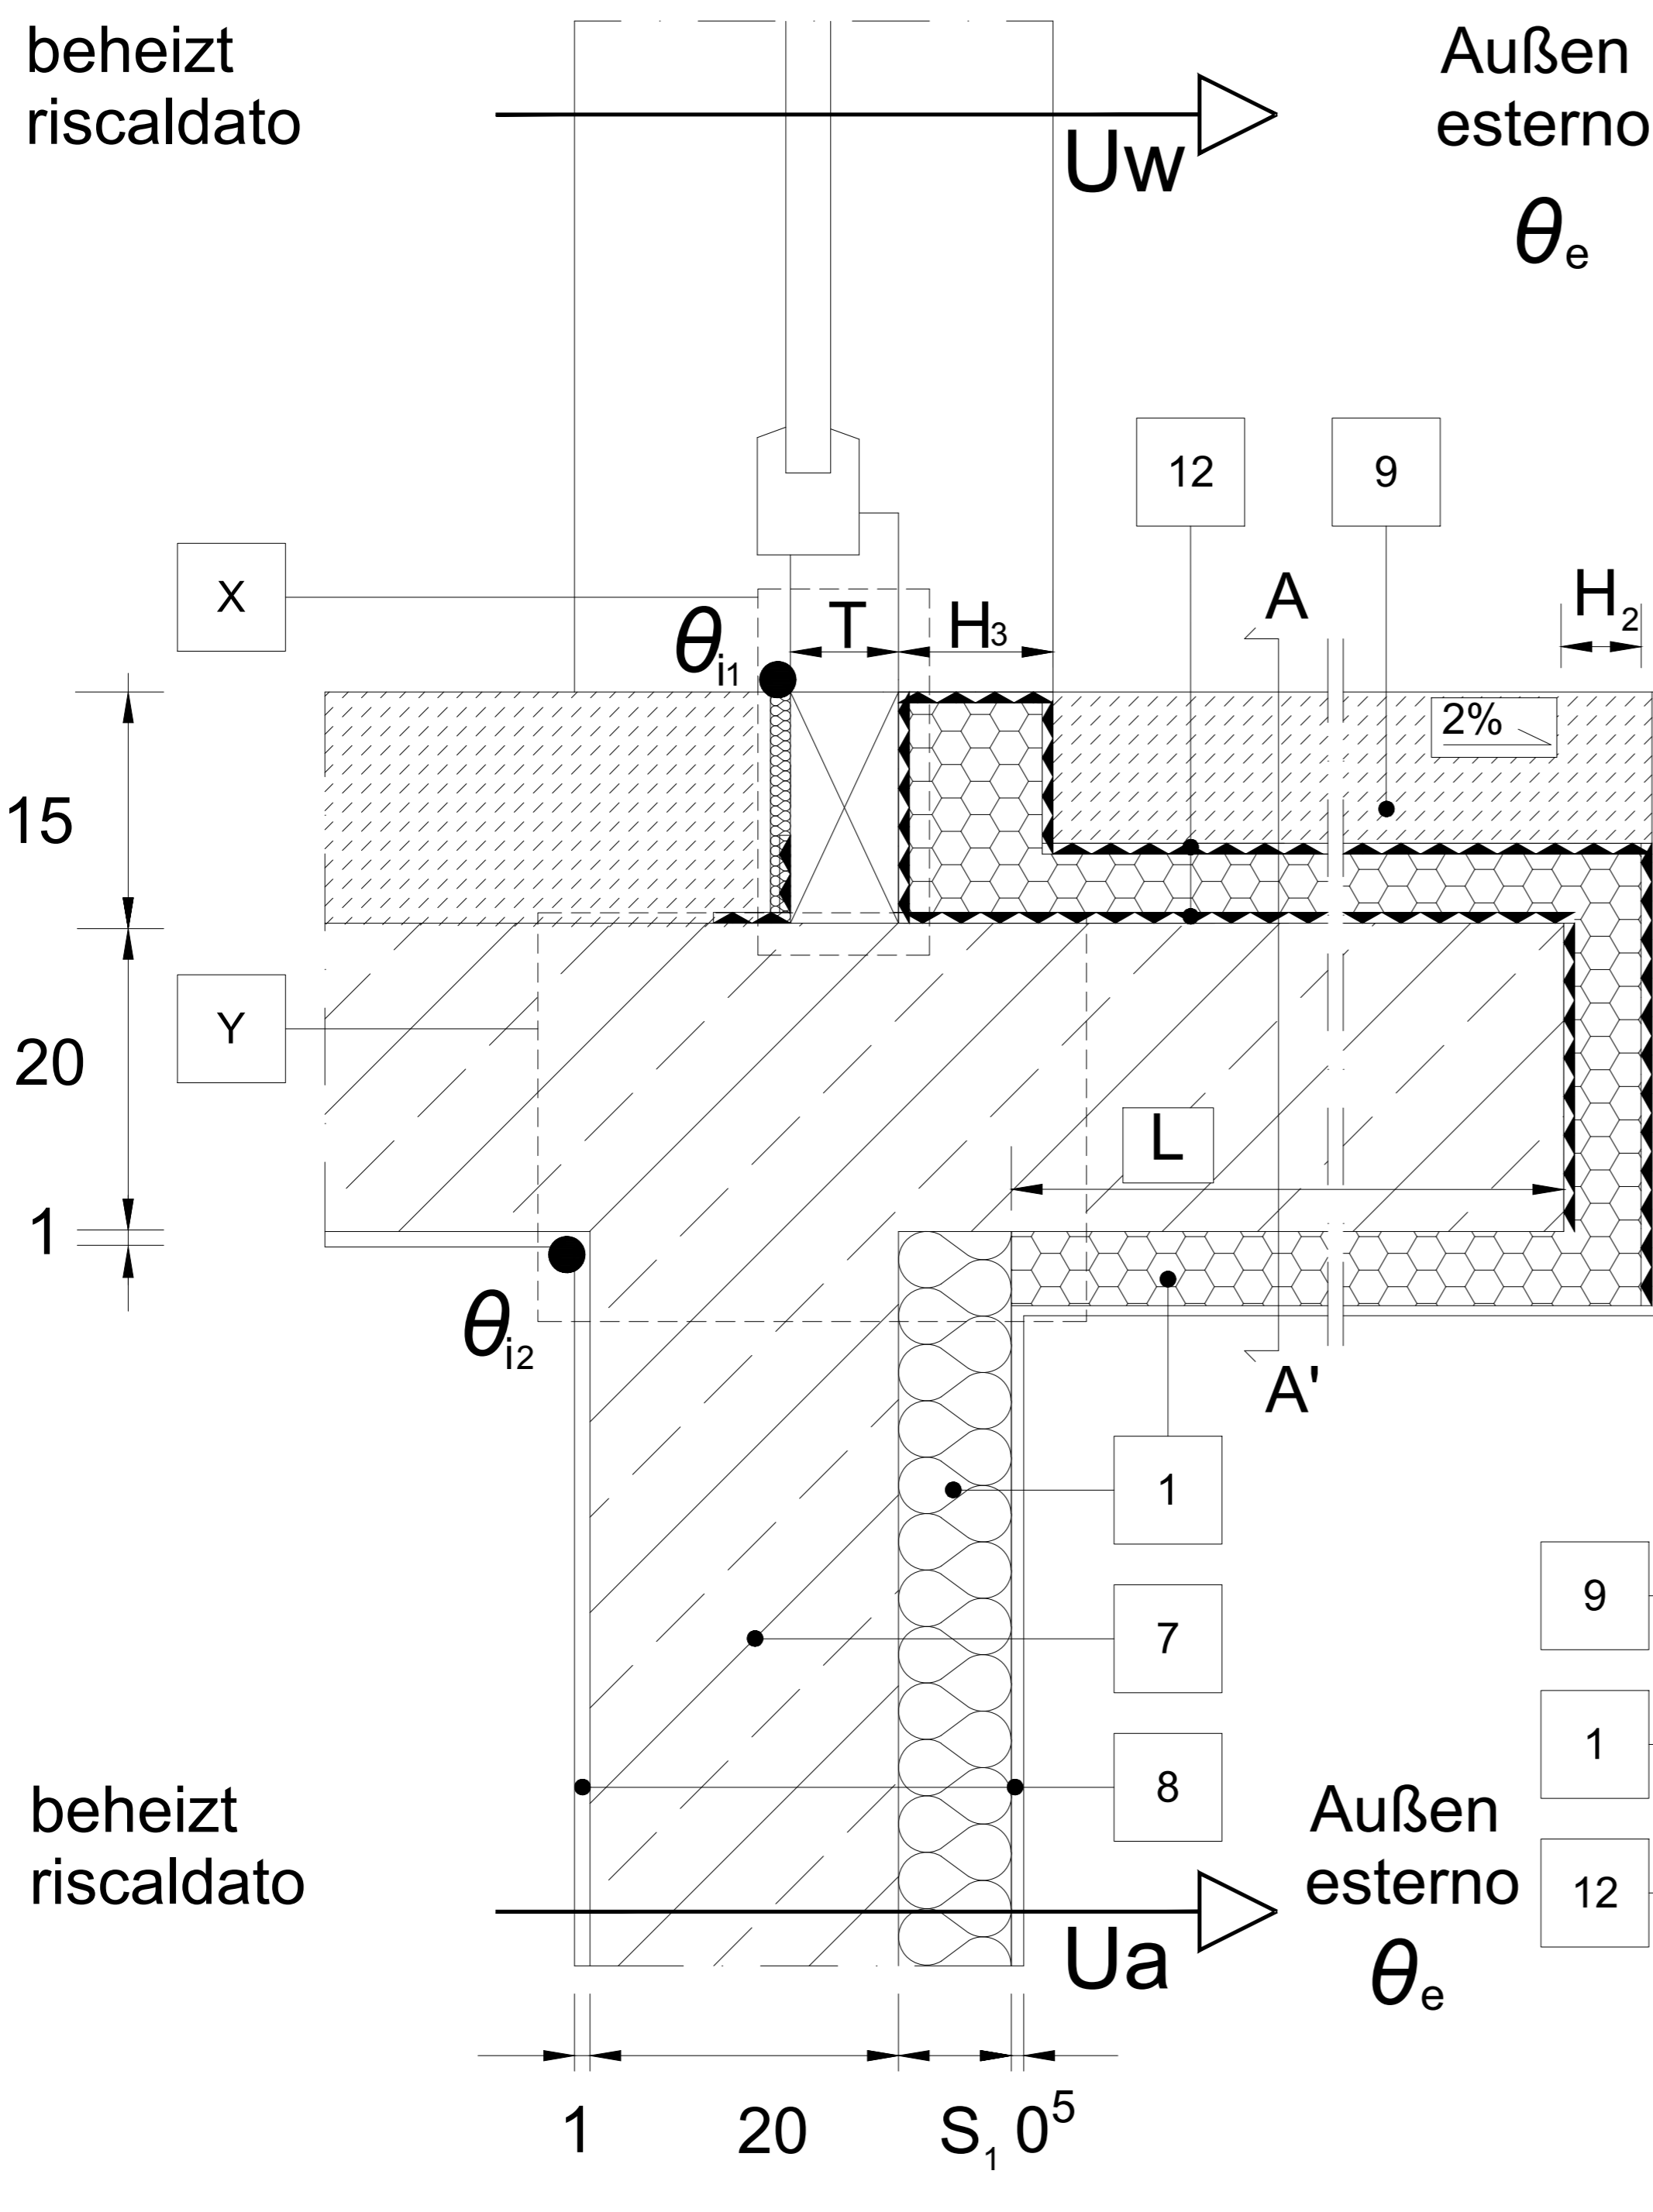 beheizt
riscaldato
Außen
esterno
Uw
θe
12
9
X
A
H2
θi1
T
H3
2%
15
Y
20
L
1
θi2
A'
1
9
7
1
8
beheizt
riscaldato
Außen
esterno
12
Ua
θe
1
20
S1
0⁵